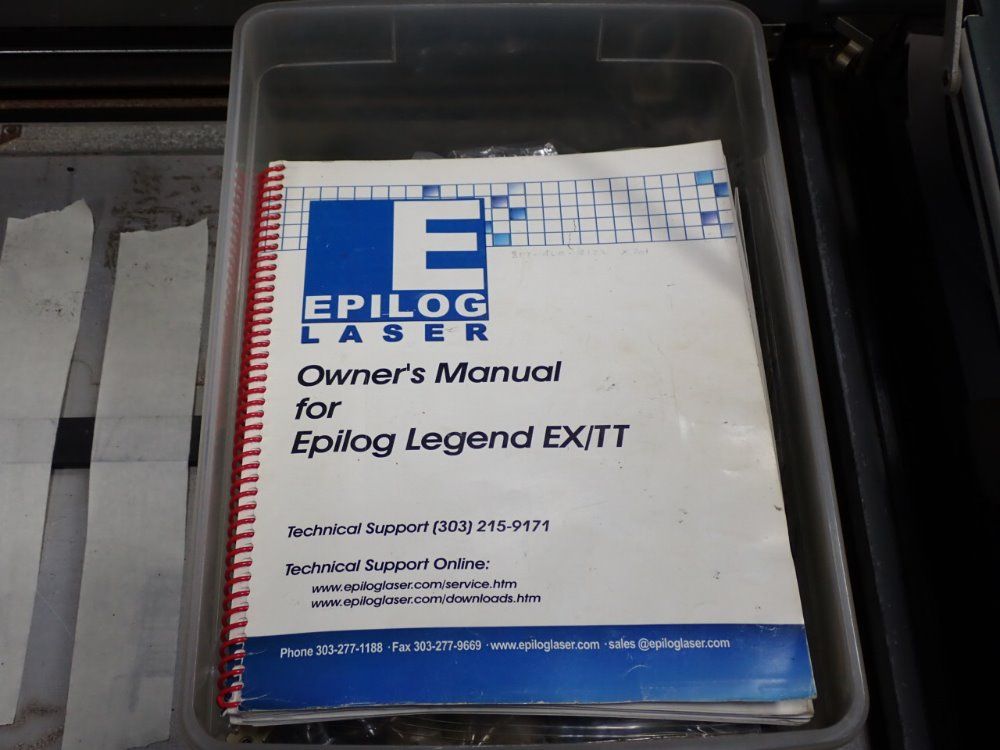 E
EPILOG
LASER
Owner's Manual
for
Epilog Legend EX/TT
Technical Support (303) 215-9171
Technical Support Online:
www.epiloglaser.com/service.htm
www.epiloglaser.com/downloads.htm
Phone 303-277-1188 · Fax 303-277-9669 · www.epiloglaser.com · sales @epiloglaser.com